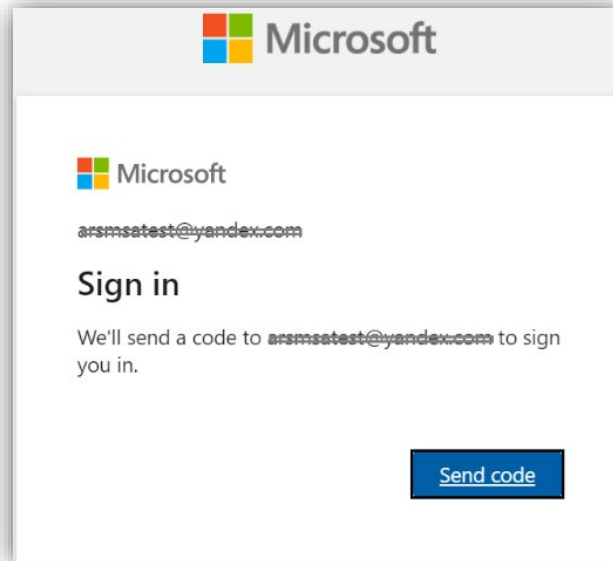 Microsoft
Microsoft
arsmsatest@yandex.com
Sign in
We'll send a code to arsmsatest@yandex.com to sign
you in.
Send code